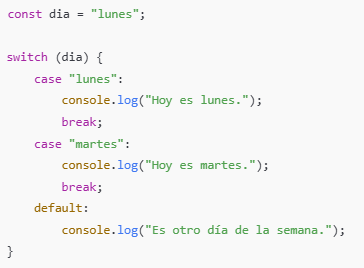 const dia = "lunes";

switch (dia) {
    case "lunes":
        console.log("Hoy es lunes.");
        break;
    case "martes":
        console.log("Hoy es martes.");
        break;
    default:
        console.log("Es otro día de la semana.");
}